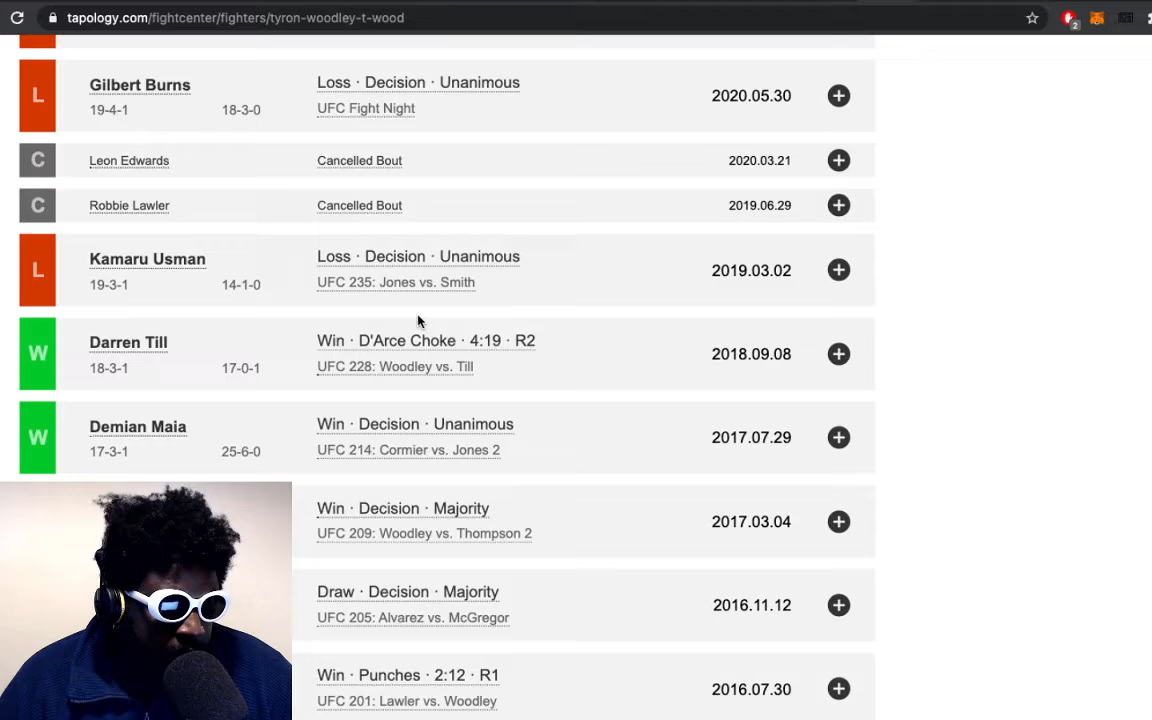 tapology.com/fightcenter/fighters/tyron-woodley-t-wood
2
L
Gilbert Burns
19-4-1
18-3-0
Loss · Decision · Unanimous
UFC Fight Night
2020.05.30
C
Leon Edwards
Cancelled Bout
2020.03.21
C
Robbie Lawler
Cancelled Bout
2019.06.29
L
Kamaru Usman
19-3-1
14-1-0
Loss · Decision · Unanimous
UFC 235: Jones vs. Smith
2019.03.02
W
Darren Till
18-3-1
17-0-1
Win · D'Arce Choke · 4:19 · R2
UFC 228: Woodley vs. Till
2018.09.08
W
Demian Maia
17-3-1
25-6-0
Win · Decision · Unanimous
UFC 214: Cormier vs. Jones 2
2017.07.29
Win · Decision · Majority
UFC 209: Woodley vs. Thompson 2
2017.03.04
Draw · Decision · Majority
UFC 205: Alvarez vs. McGregor
2016.11.12
Win · Punches · 2:12 · R1
UFC 201: Lawler vs. Woodley
2016.07.30